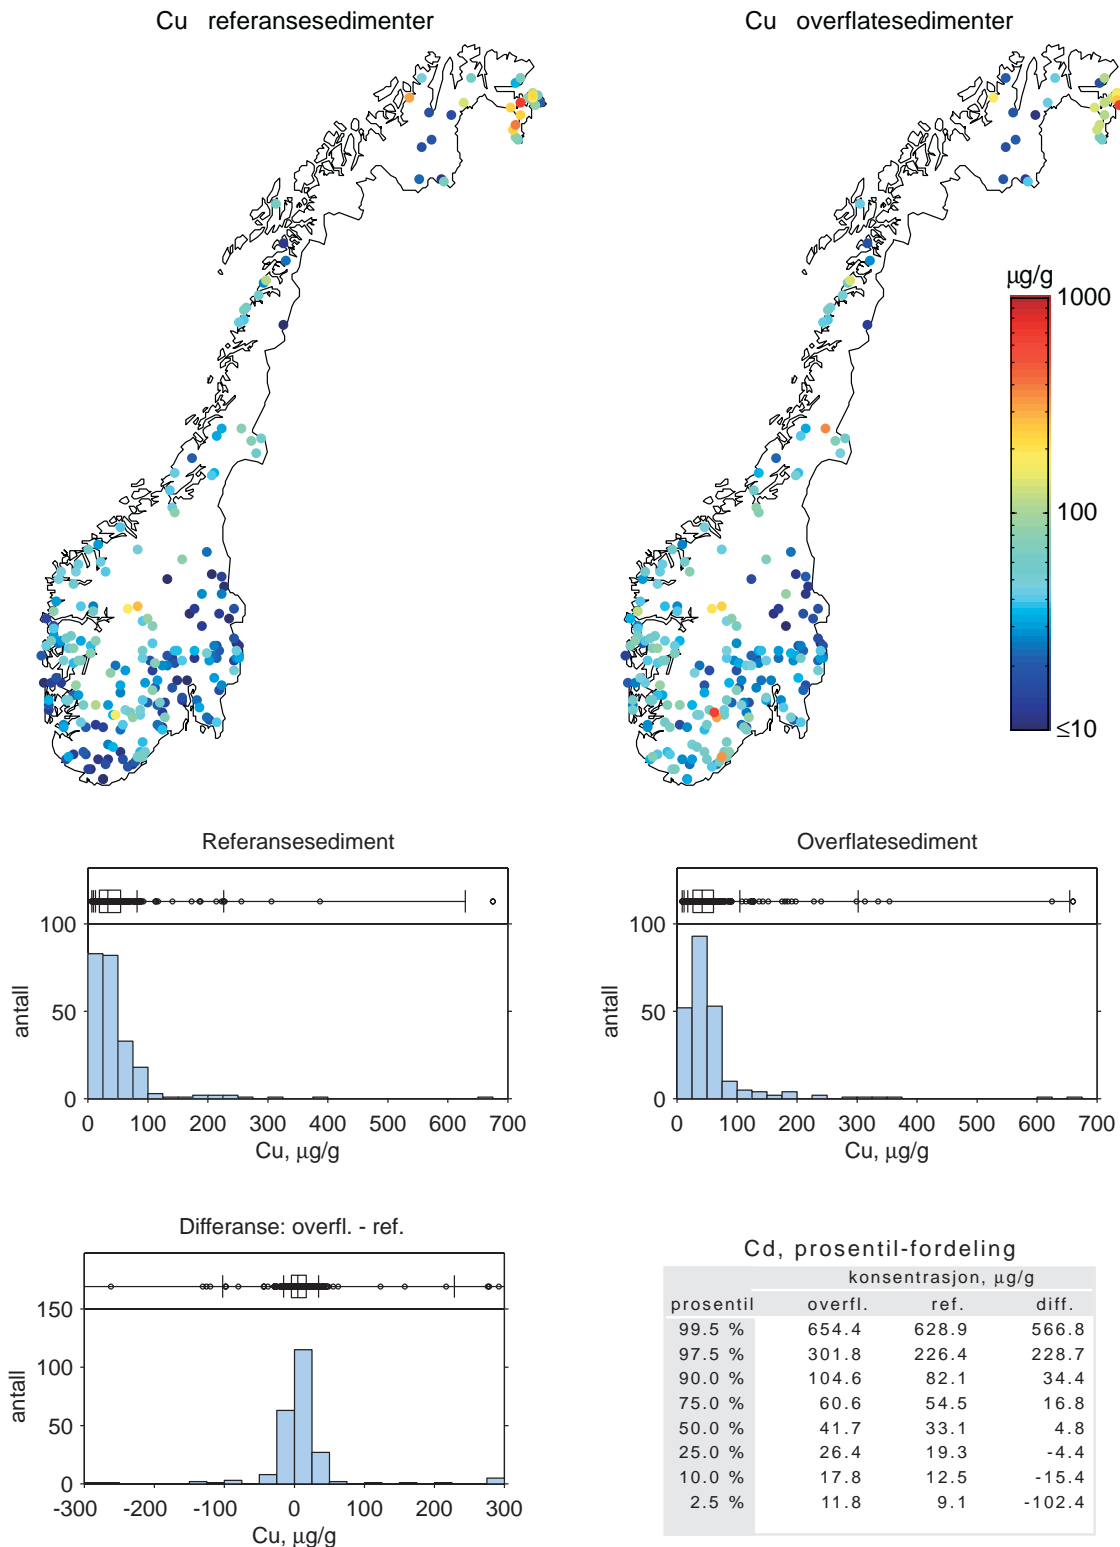 Cu referansesedimenter
Cu overflatesedimenter
µg/g
1000
100
≤10
Referansesediment
100
50
0
antall
0 100 200 300 400 500 600 700
Cu, µg/g
Overflatesediment
100
50
0
antall
0 100 200 300 400 500 600 700
Cu, µg/g
Differanse: overfl. - ref.
150
100
50
0
antall
-300 -200 -100 0 100 200 300
Cu, µg/g
Cd, prosentil-fordeling
konsentrasjon, µg/g
prosentil overfl. ref. diff.
99.5 % 654.4 628.9 566.8
97.5 % 301.8 226.4 228.7
90.0 % 104.6 82.1 34.4
75.0 % 60.6 54.5 16.8
50.0 % 41.7 33.1 4.8
25.0 % 26.4 19.3 -4.4
10.0 % 17.8 12.5 -15.4
2.5 % 11.8 9.1 -102.4